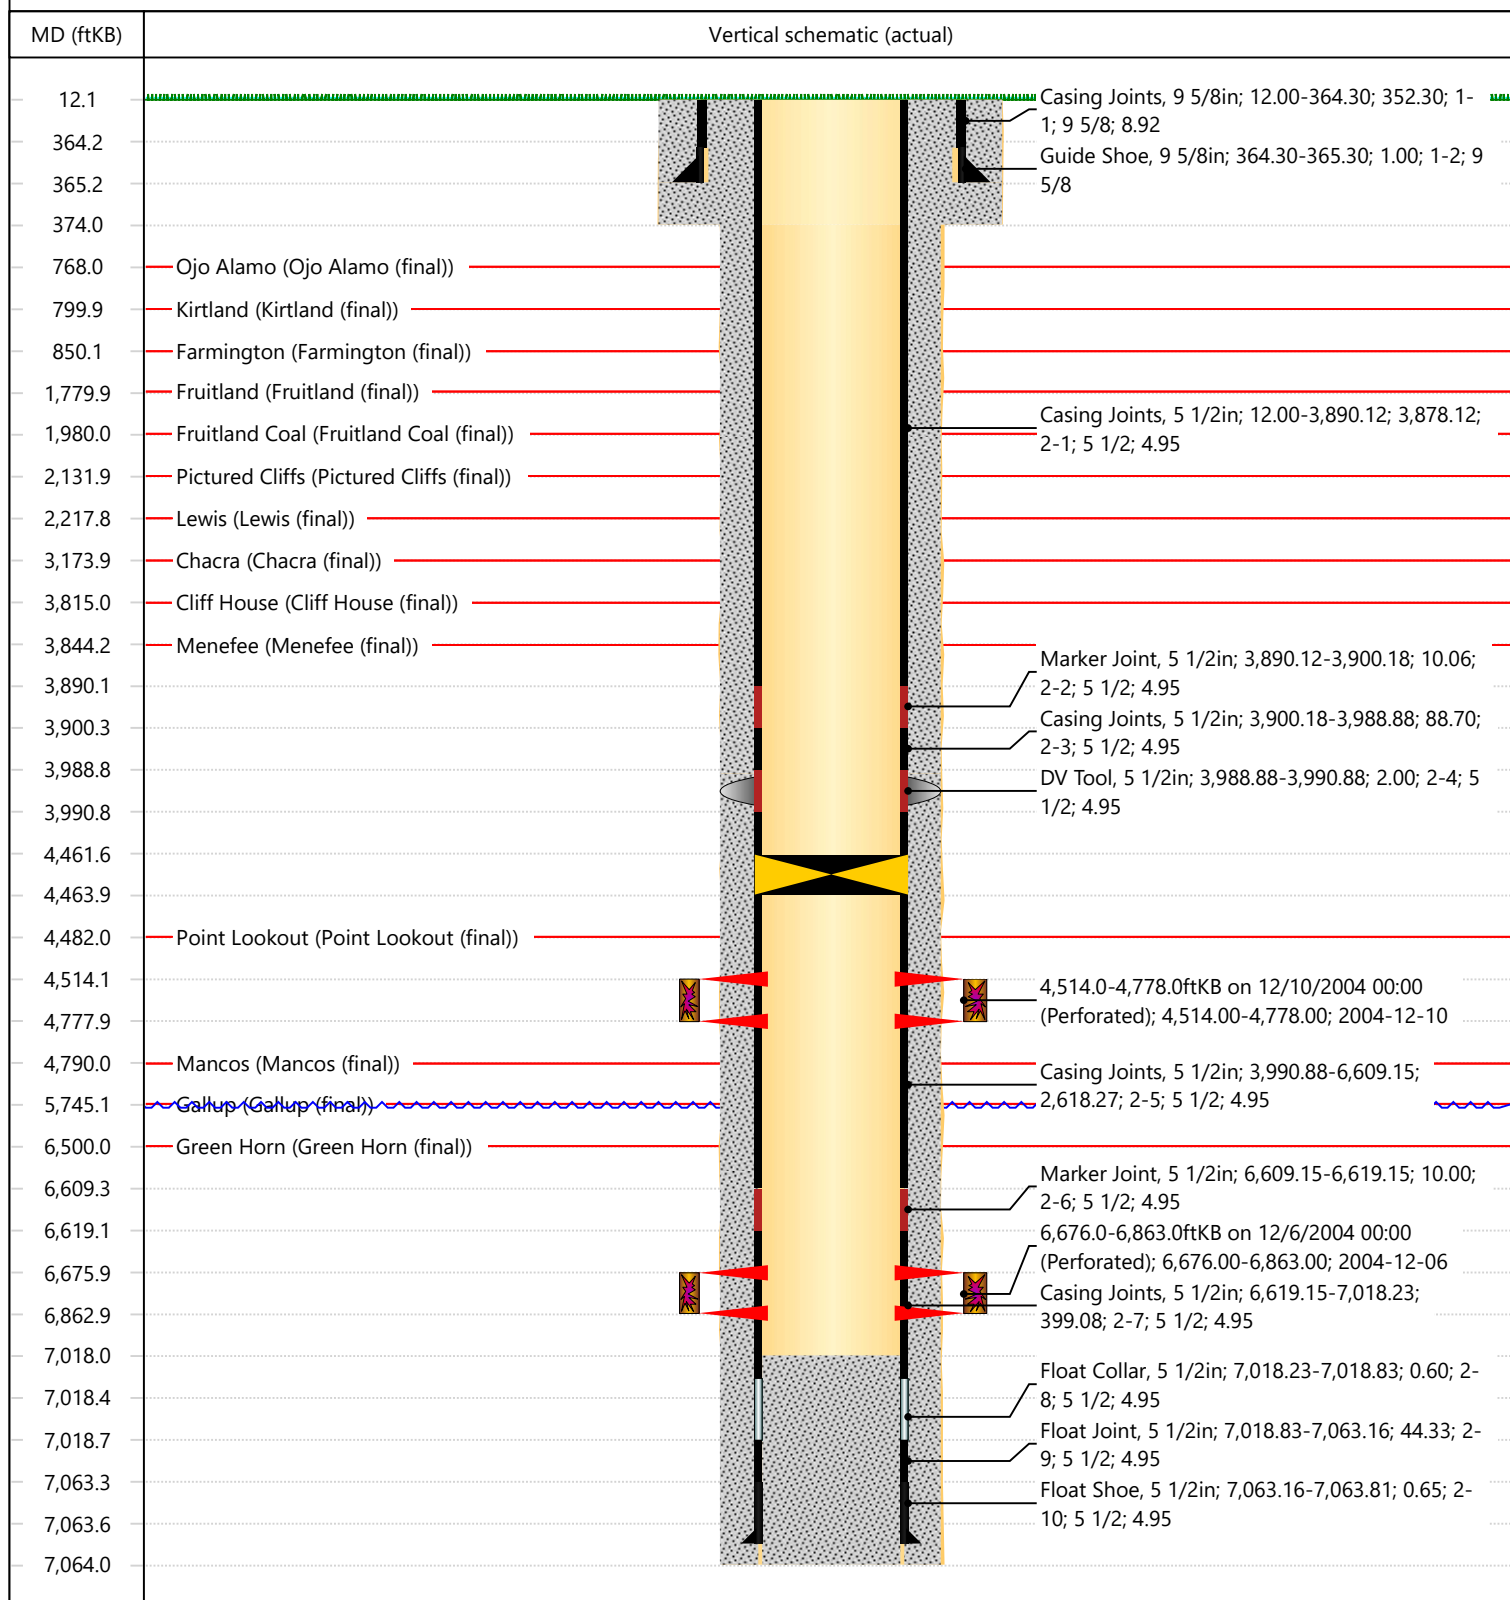 MD (ftKB)
Vertical schematic (actual)
12.1
364.2
365.2
374.0
768.0
799.9
850.1
1,779.9
1,980.0
2,131.9
2,217.8
3,173.9
3,815.0
3,844.2
3,890.1
3,900.3
3,988.8
3,990.8
4,461.6
4,463.9
4,482.0
4,514.1
4,777.9
4,790.0
5,745.1
6,500.0
6,609.3
6,619.1
6,675.9
6,862.9
7,018.0
7,018.4
7,018.7
7,063.3
7,063.6
7,064.0
Ojo Alamo (Ojo Alamo (final))
Kirtland (Kirtland (final))
Farmington (Farmington (final))
Fruitland (Fruitland (final))
Fruitland Coal (Fruitland Coal (final))
Pictured Cliffs (Pictured Cliffs (final))
Lewis (Lewis (final))
Chacra (Chacra (final))
Cliff House (Cliff House (final))
Menefee (Menefee (final))
Point Lookout (Point Lookout (final))
Mancos (Mancos (final))
Gallup (Gallup (final))
Green Horn (Green Horn (final))
Casing Joints, 9 5/8in; 12.00-364.30; 352.30; 1-
1; 9 5/8; 8.92
Guide Shoe, 9 5/8in; 364.30-365.30; 1.00; 1-2; 9
5/8
Casing Joints, 5 1/2in; 12.00-3,890.12; 3,878.12;
2-1; 5 1/2; 4.95
Marker Joint, 5 1/2in; 3,890.12-3,900.18; 10.06;
2-2; 5 1/2; 4.95
Casing Joints, 5 1/2in; 3,900.18-3,988.88; 88.70;
2-3; 5 1/2; 4.95
DV Tool, 5 1/2in; 3,988.88-3,990.88; 2.00; 2-4; 5
1/2; 4.95
4,514.0-4,778.0ftKB on 12/10/2004 00:00
(Perforated); 4,514.00-4,778.00; 2004-12-10
Casing Joints, 5 1/2in; 3,990.88-6,609.15;
2,618.27; 2-5; 5 1/2; 4.95
Marker Joint, 5 1/2in; 6,609.15-6,619.15; 10.00;
2-6; 5 1/2; 4.95
6,676.0-6,863.0ftKB on 12/6/2004 00:00
(Perforated); 6,676.00-6,863.00; 2004-12-06
Casing Joints, 5 1/2in; 6,619.15-7,018.23;
399.08; 2-7; 5 1/2; 4.95
Float Collar, 5 1/2in; 7,018.23-7,018.83; 0.60; 2-
8; 5 1/2; 4.95
Float Joint, 5 1/2in; 7,018.83-7,063.16; 44.33; 2-
9; 5 1/2; 4.95
Float Shoe, 5 1/2in; 7,063.16-7,063.81; 0.65; 2-
10; 5 1/2; 4.95